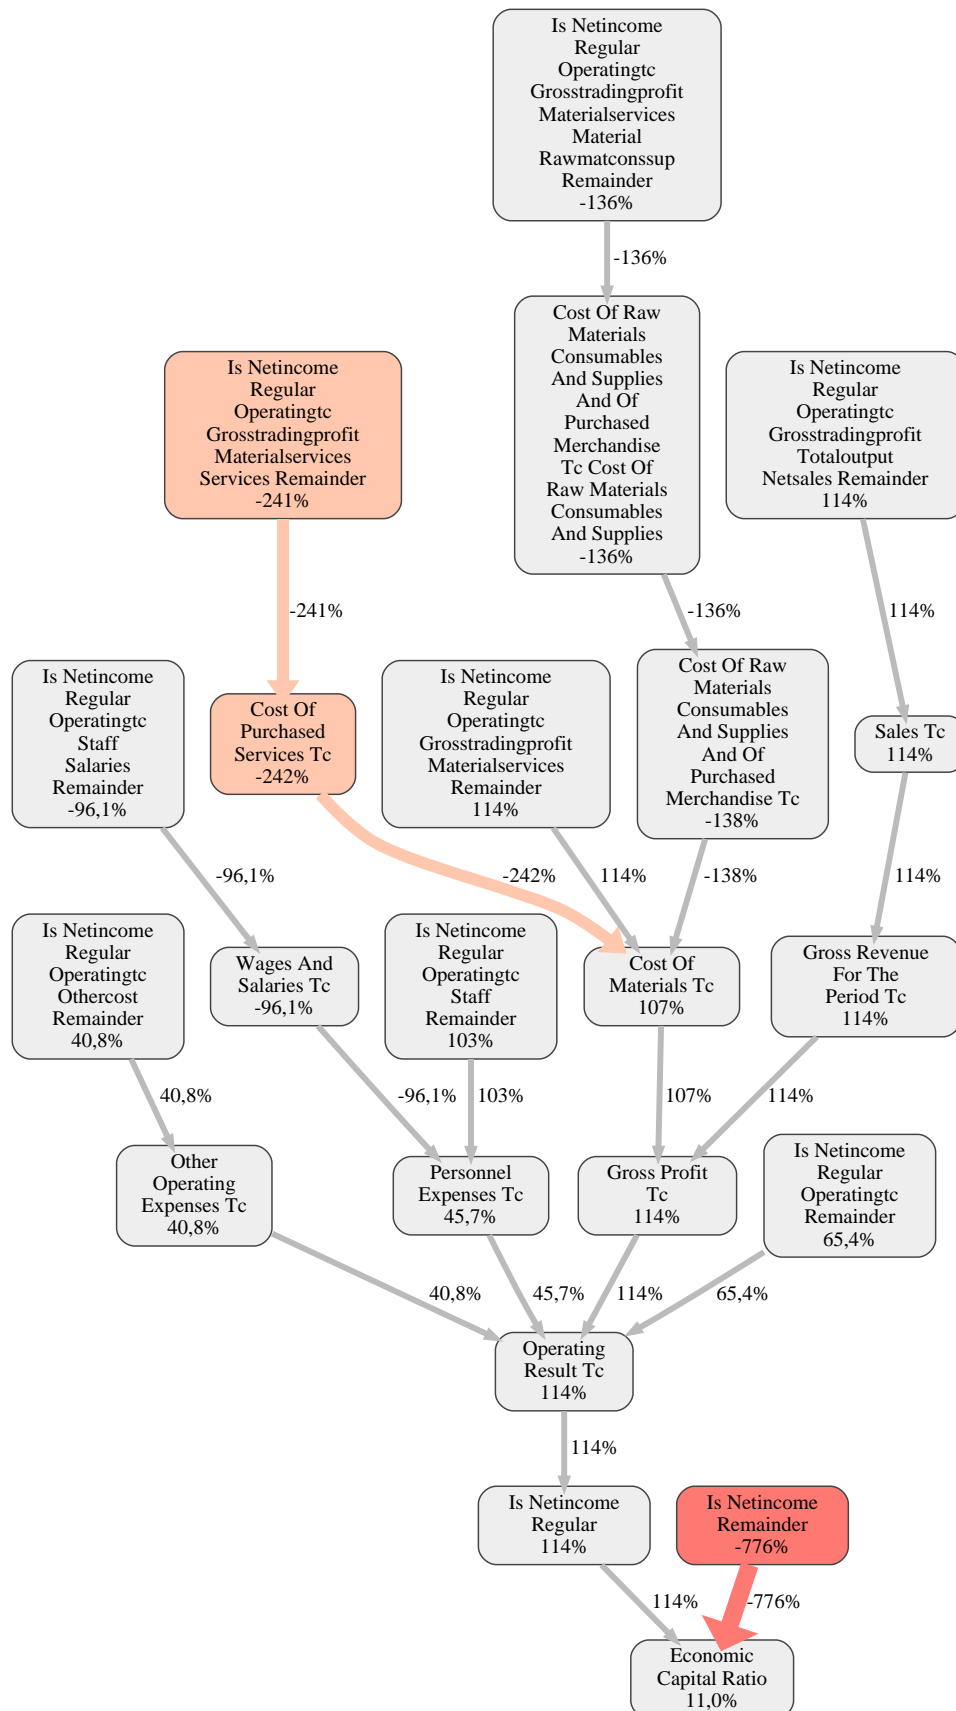 Is Netincome
Regular
Operatingtc
Grosstradingprofit
Materialservices
Material
Rawmatconssup
Remainder
-136%
-136%
Cost Of Raw
Materials
Consumables
And Supplies
And Of
Purchased
Merchandise
Tc Cost Of
Raw Materials
Consumables
And Supplies
-136%
Is Netincome
Regular
Operatingtc
Grosstradingprofit
Materialservices
Services Remainder
-241%
Is Netincome
Regular
Operatingtc
Grosstradingprofit
Totaloutput
Netsales Remainder
114%
-241%
-136%
114%
Is Netincome
Regular
Operatingtc
Staff
Salaries
Remainder
-96,1%
Cost Of
Purchased
Services Tc
-242%
Is Netincome
Regular
Operatingtc
Grosstradingprofit
Materialservices
Remainder
114%
Cost Of Raw
Materials
Consumables
And Supplies
And Of
Purchased
Merchandise Tc
-138%
Sales Tc
114%
-96,1%
-242%
114%
-138%
114%
Is Netincome
Regular
Operatingtc
Othercost
Remainder
40,8%
Wages And
Salaries Tc
-96,1%
Is Netincome
Regular
Operatingtc
Staff
Remainder
103%
Cost Of
Materials Tc
107%
Gross Revenue
For The
Period Tc
114%
40,8%
-96,1%
103%
107%
114%
Other
Operating
Expenses Tc
40,8%
Personnel
Expenses Tc
45,7%
Gross Profit
Tc
114%
Is Netincome
Regular
Operatingtc
Remainder
65,4%
40,8%
45,7%
114%
65,4%
Operating
Result Tc
114%
114%
Is Netincome
Regular
114%
Is Netincome
Remainder
-776%
114%
-776%
Economic
Capital Ratio
11,0%